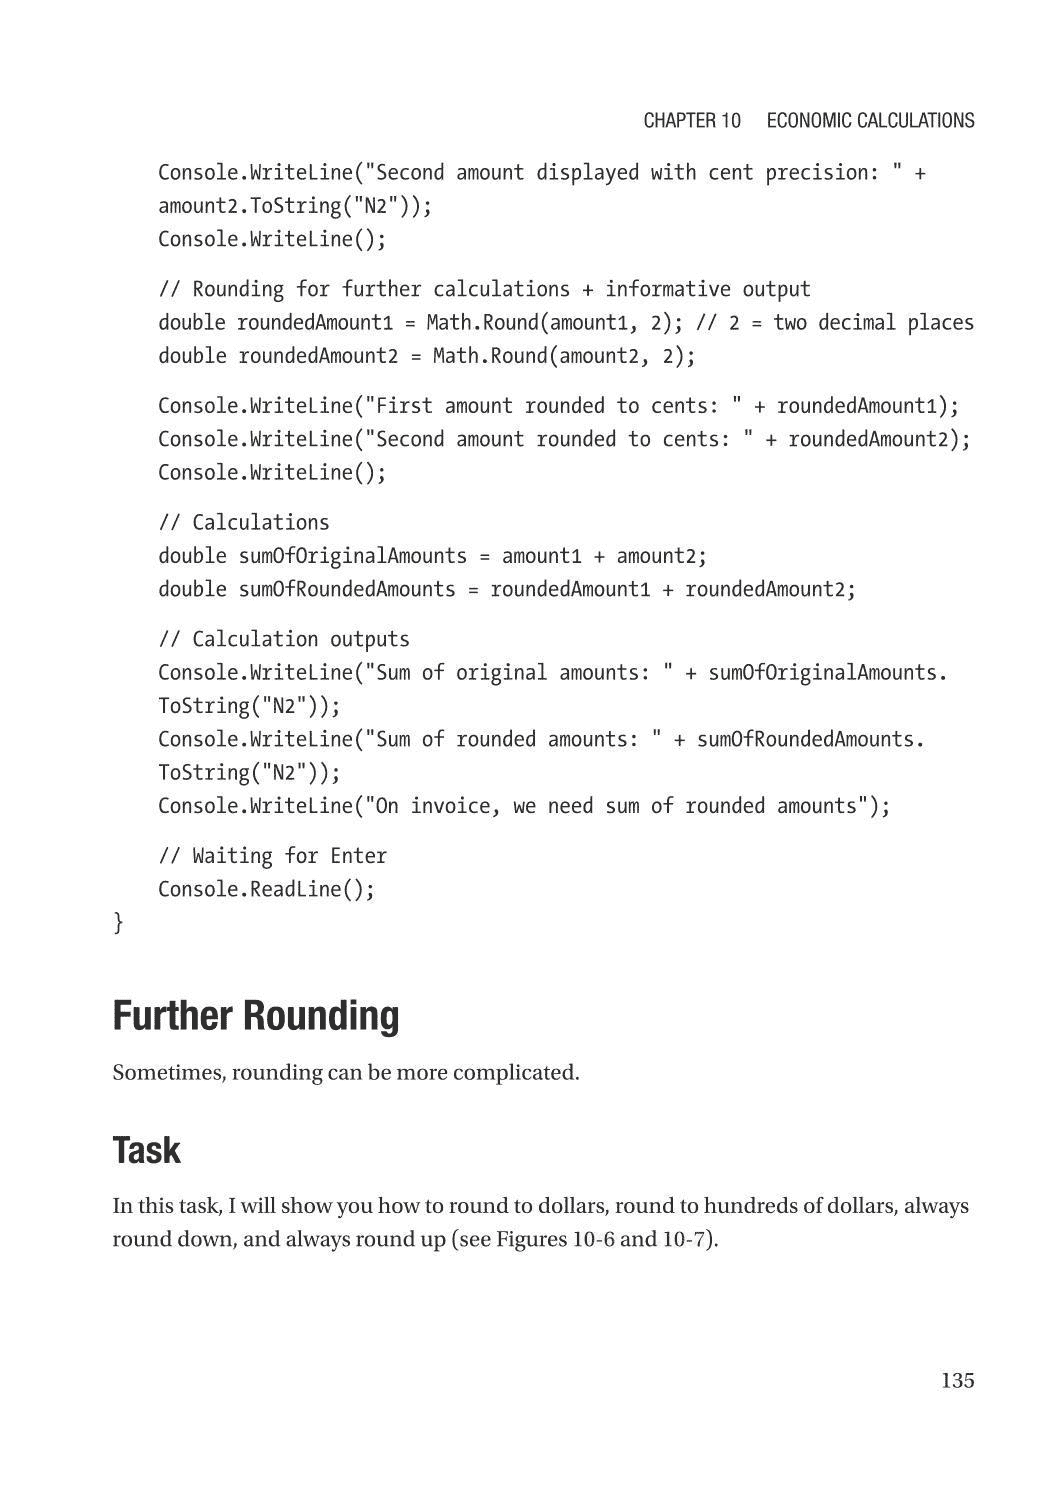 CHAPTER 10 ECONOMIC CALCULATIONS
Console.WriteLine("Second amount displayed with cent precision: " +
amount2.ToString("N2"));
Console.WriteLine();
// Rounding for further calculations + informative output
double roundedAmount1 = Math.Round(amount1, 2); // 2 = two decimal places
double roundedAmount2 = Math.Round(amount2, 2);
Console.WriteLine("First amount rounded to cents: " + roundedAmount1);
Console.WriteLine("Second amount rounded to cents: " + roundedAmount2);
Console.WriteLine();
// Calculations
double sumOfOriginalAmounts = amount1 + amount2;
double sumOfRoundedAmounts = roundedAmount1 + roundedAmount2;
// Calculation outputs
Console.WriteLine("Sum of original amounts: " + sumOfOriginalAmounts.
ToString("N2"));
Console.WriteLine("Sum of rounded amounts: " + sumOfRoundedAmounts.
ToString("N2"));
Console.WriteLine("On invoice, we need sum of rounded amounts");
// Waiting for Enter
Console.ReadLine();
}
Further Rounding
Sometimes, rounding can be more complicated.
Task
In this task, I will show you how to round to dollars, round to hundreds of dollars, always
round down, and always round up (see Figures 10-6 and 10-7).
135